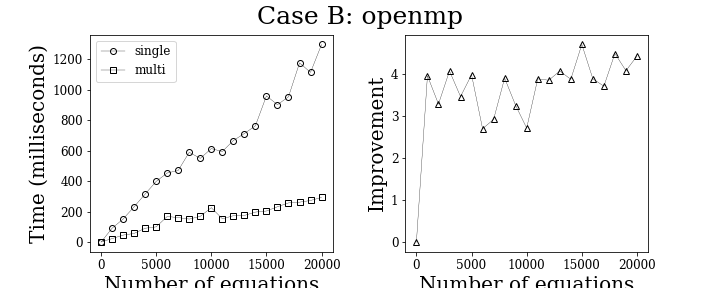 Case B: openmp
Time (milliseconds)
1200
1000
800
600
400
200
0
single
multi
0 5000 10000 15000 20000
Number of equations
Improvement
4
3
2
1
0
0 5000 10000 15000 20000
Number of equations